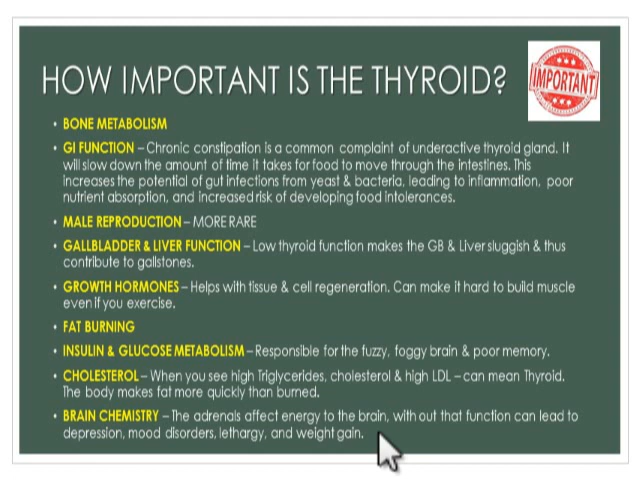 HOW IMPORTANT IS THE THYROID?
IMPORTANT
• BONE METABOLISM
• GI FUNCTION – Chronic constipation is a common complaint of underactive thyroid gland. It
will slow down the amount of time it takes for food to move through the intestines. This
increases the potential of gut infections from yeast & bacteria, leading to inflammation, poor
nutrient absorption, and increased risk of developing food intolerances.
• MALE REPRODUCTION – MORE RARE
• GALLBLADDER & LIVER FUNCTION – Low thyroid function makes the GB & Liver sluggish & thus
contribute to gallstones.
• GROWTH HORMONES – Helps with tissue & cell regeneration. Can make it hard to build muscle
even if you exercise.
• FAT BURNING
• INSULIN & GLUCOSE METABOLISM – Responsible for the fuzzy, foggy brain & poor memory.
• CHOLESTEROL – When you see high Triglycerides, cholesterol & high LDL – can mean Thyroid.
The body makes fat more quickly than burned.
• BRAIN CHEMISTRY – The adrenals affect energy to the brain, with out that function can lead to
depression, mood disorders, lethargy, and weight gain.